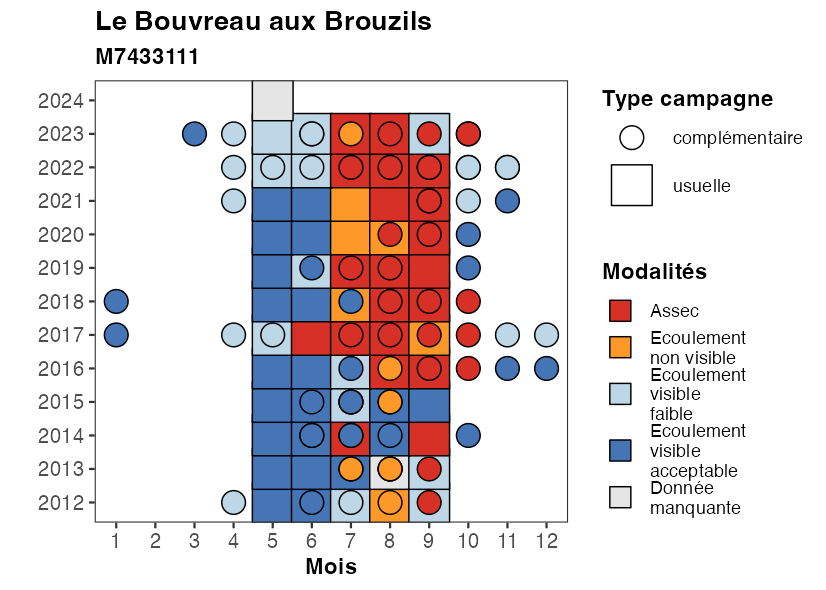 Le Bouvreau aux Brouzils
M7433111
2024
2023
2022
2021
2020
2019
2018
2017
2016
2015
2014
2013
2012
1 2 3 4 5 6 7 8 9 10 11 12
Mois
Type campagne
complémentaire
usuelle
Modalités
Assec
Ecoulement
non visible
Ecoulement
visible
faible
Ecoulement
visible
acceptable
Donnée
manquante